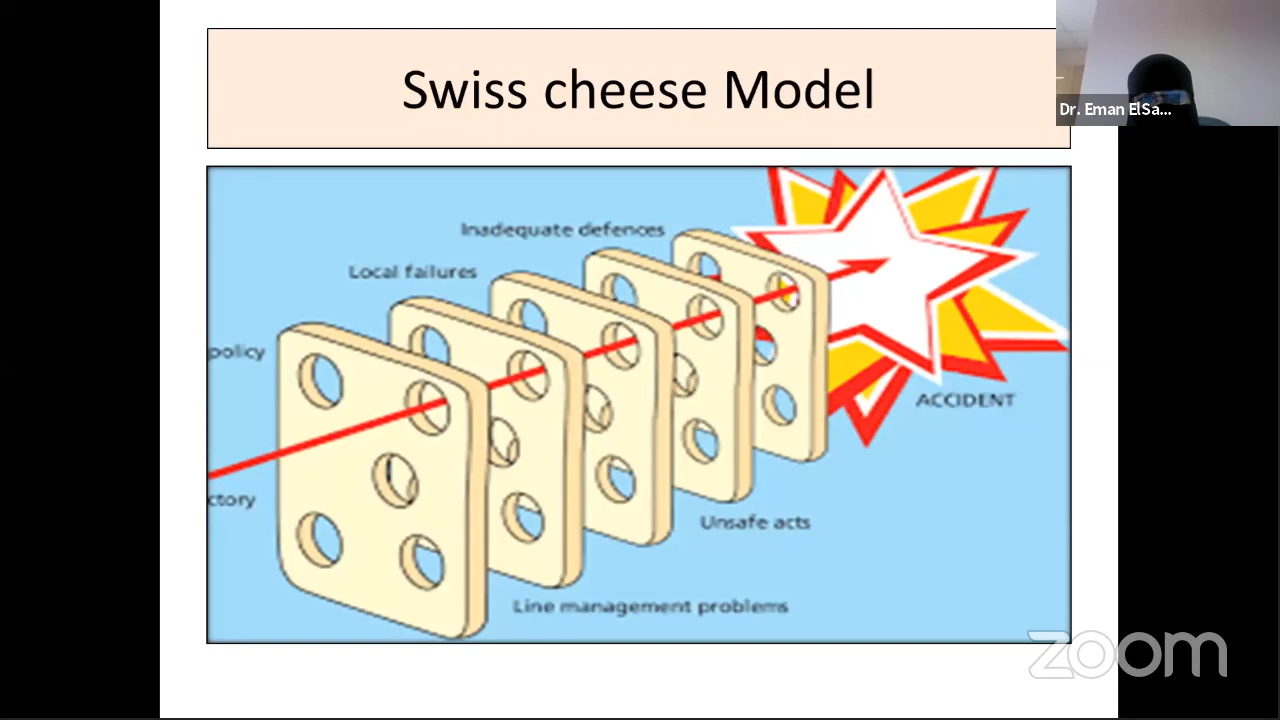 Swiss cheese Model
Dr. Eman ElSa...
Inadequate defences
Local failures
policy
ACCIDENT
ctory
Unsafe acts
Line management problems
zoom